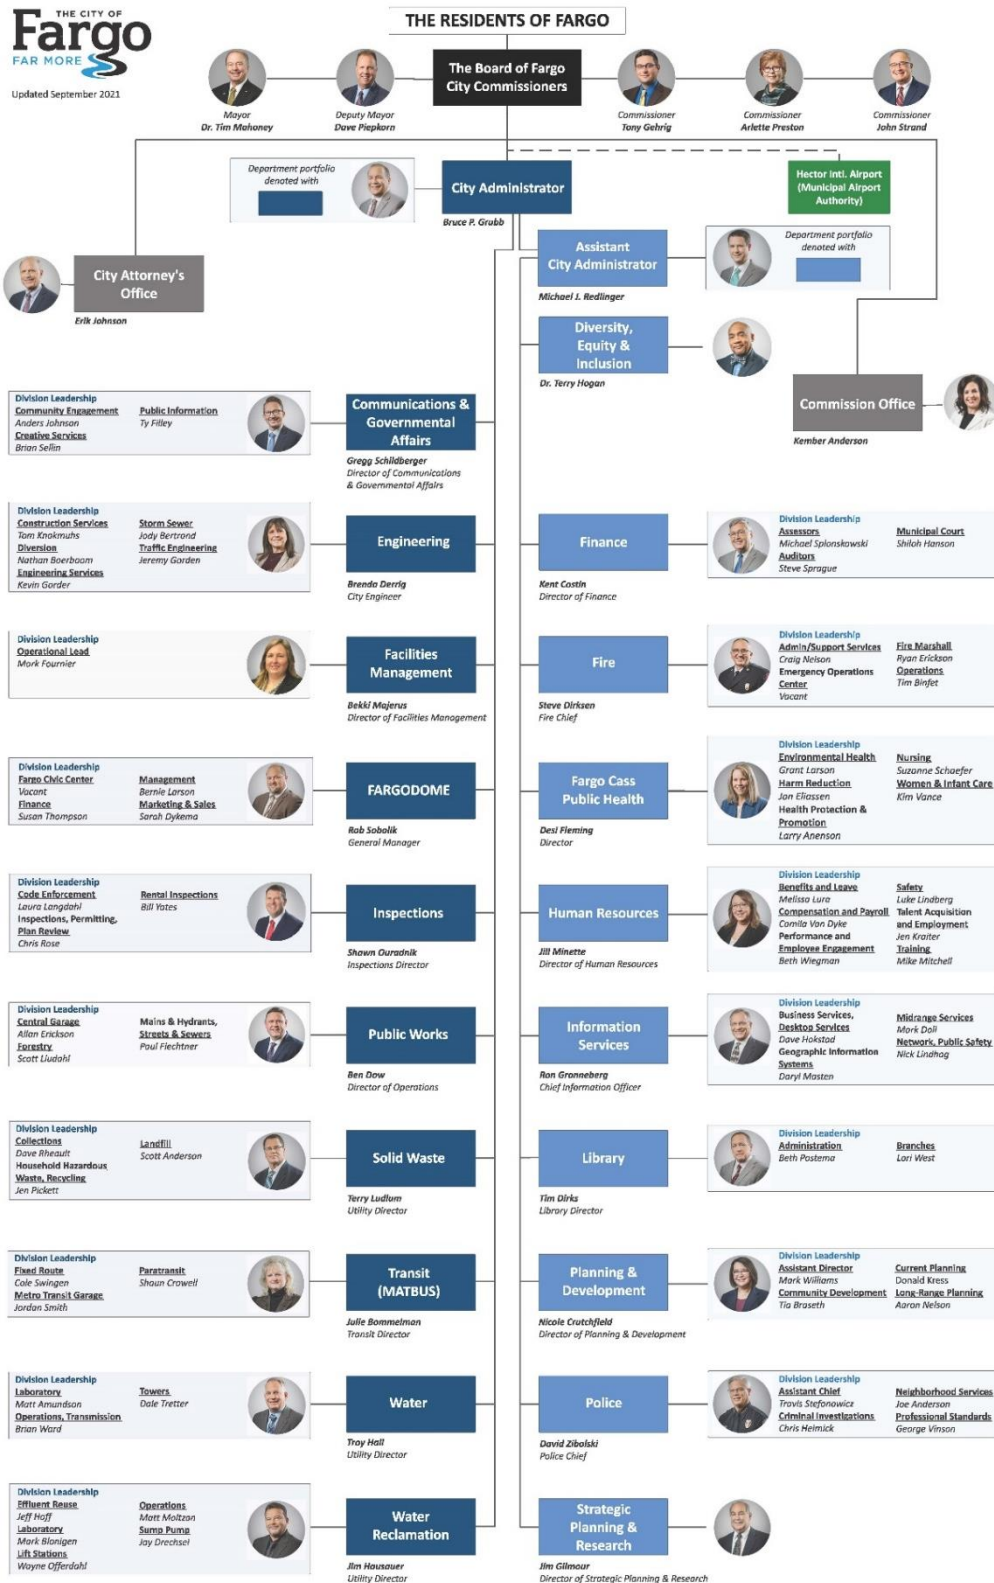 THE CITY OF
Fargo
FAR MORE
Updated September 2021
THE RESIDENTS OF FARGO
The Board of Fargo
City Commissioners
Mayor
Dr. Tim Mahoney
Deputy Mayor
Dave Piepkorn
Commissioner
Tony Gehrig
Commissioner
Arlette Preston
Commissioner
John Strand
Department portfolio
denoted with
City Administrator
Bruce P. Grubb
Hector Intl. Airport
(Municipal Airport
Authority)
Assistant
City Administrator
Michael J. Redlinger
Department portfolio
denoted with
City Attorney's
Office
Erik Johnson
Diversity,
Equity &
Inclusion
Dr. Terry Hogan
Commission Office
Kember Anderson
Division Leadership
Community Engagement
Anders Johnson
Creative Services
Brian Sellin
Public Information
Ty Filley
Communications &
Governmental
Affairs
Gregg Schildberger
Director of Communications
& Governmental Affairs
Division Leadership
Construction Services
Tom Knakmuhs
Diversion
Nathan Boerboom
Engineering Services
Kevin Gorder
Storm Sewer
Jody Bertrand
Traffic Engineering
Jeremy Gorden
Engineering
Brenda Derrig
City Engineer
Finance
Kent Costin
Director of Finance
Division Leadership
Assessors
Michael Splonskowski
Auditors
Steve Sprague
Municipal Court
Shiloh Hanson
Division Leadership
Operational Lead
Mark Fournier
Facilities
Management
Bekki Majerus
Director of Facilities Management
Fire
Steve Dirksen
Fire Chief
Division Leadership
Admin/Support Services
Craig Nelson
Emergency Operations
Center
Vacant
Fire Marshall
Ryan Erickson
Operations
Tim Binfet
Division Leadership
Fargo Civic Center
Vacant
Finance
Susan Thompson
Management
Bernie Larson
Marketing & Sales
Sarah Dykema
FARGODOME
Rob Sobolik
General Manager
Fargo Cass
Public Health
Desi Fleming
Director
Division Leadership
Environmental Health
Grant Larson
Harm Reduction
Jan Eliassen
Health Protection &
Promotion
Larry Anenson
Nursing
Suzanne Schaefer
Women & Infant Care
Kim Vance
Division Leadership
Code Enforcement
Laura Langdahl
Inspections, Permitting,
Plan Review
Chris Rose
Rental Inspections
Bill Yates
Inspections
Shawn Ouradnik
Inspections Director
Human Resources
Jill Minette
Director of Human Resources
Division Leadership
Benefits and Leave
Melissa Lura
Compensation and Payroll
Camila Van Dyke
Performance and
Employee Engagement
Beth Wiegman
Safety
Luke Lindberg
Talent Acquisition
and Employment
Jen Kraiter
Training
Mike Mitchell
Division Leadership
Central Garage
Allan Erickson
Forestry
Scott Liudahl
Mains & Hydrants,
Streets & Sewers
Paul Fiechtner
Public Works
Ben Dow
Director of Operations
Information
Services
Ron Gronneberg
Chief Information Officer
Division Leadership
Business Services,
Desktop Services
Dave Hokstad
Geographic Information
Systems
Daryl Masten
Midrange Services
Mark Doll
Network, Public Safety
Nick Lindhag
Division Leadership
Collections
Dave Rheault
Household Hazardous
Waste, Recycling
Jen Pickett
Landfill
Scott Anderson
Solid Waste
Terry Ludlum
Utility Director
Library
Tim Dirks
Library Director
Division Leadership
Administration
Beth Postema
Branches
Lori West
Division Leadership
Fixed Route
Cole Swingen
Metro Transit Garage
Jordan Smith
Paratransit
Shaun Crowell
Transit
(MATBUS)
Julie Bommelman
Transit Director
Planning &
Development
Nicole Crutchfield
Director of Planning & Development
Division Leadership
Assistant Director
Mark Williams
Community Development
Tia Braseth
Current Planning
Donald Kress
Long-Range Planning
Aaron Nelson
Division Leadership
Laboratory
Matt Amundson
Operations, Transmission
Brian Ward
Towers
Dale Tretter
Water
Troy Hall
Utility Director
Police
David Zibolski
Police Chief
Division Leadership
Assistant Chief
Travis Stefonowicz
Criminal Investigations
Chris Helmick
Neighborhood Services
Joe Anderson
Professional Standards
George Vinson
Division Leadership
Effluent Reuse
Jeff Hoff
Laboratory
Mark Blonigen
Lift Stations
Wayne Offerdahl
Operations
Matt Moltzan
Sump Pump
Jay Drechsel
Water
Reclamation
Jim Hausauer
Utility Director
Strategic
Planning &
Research
Jim Gilmour
Director of Strategic Planning & Research